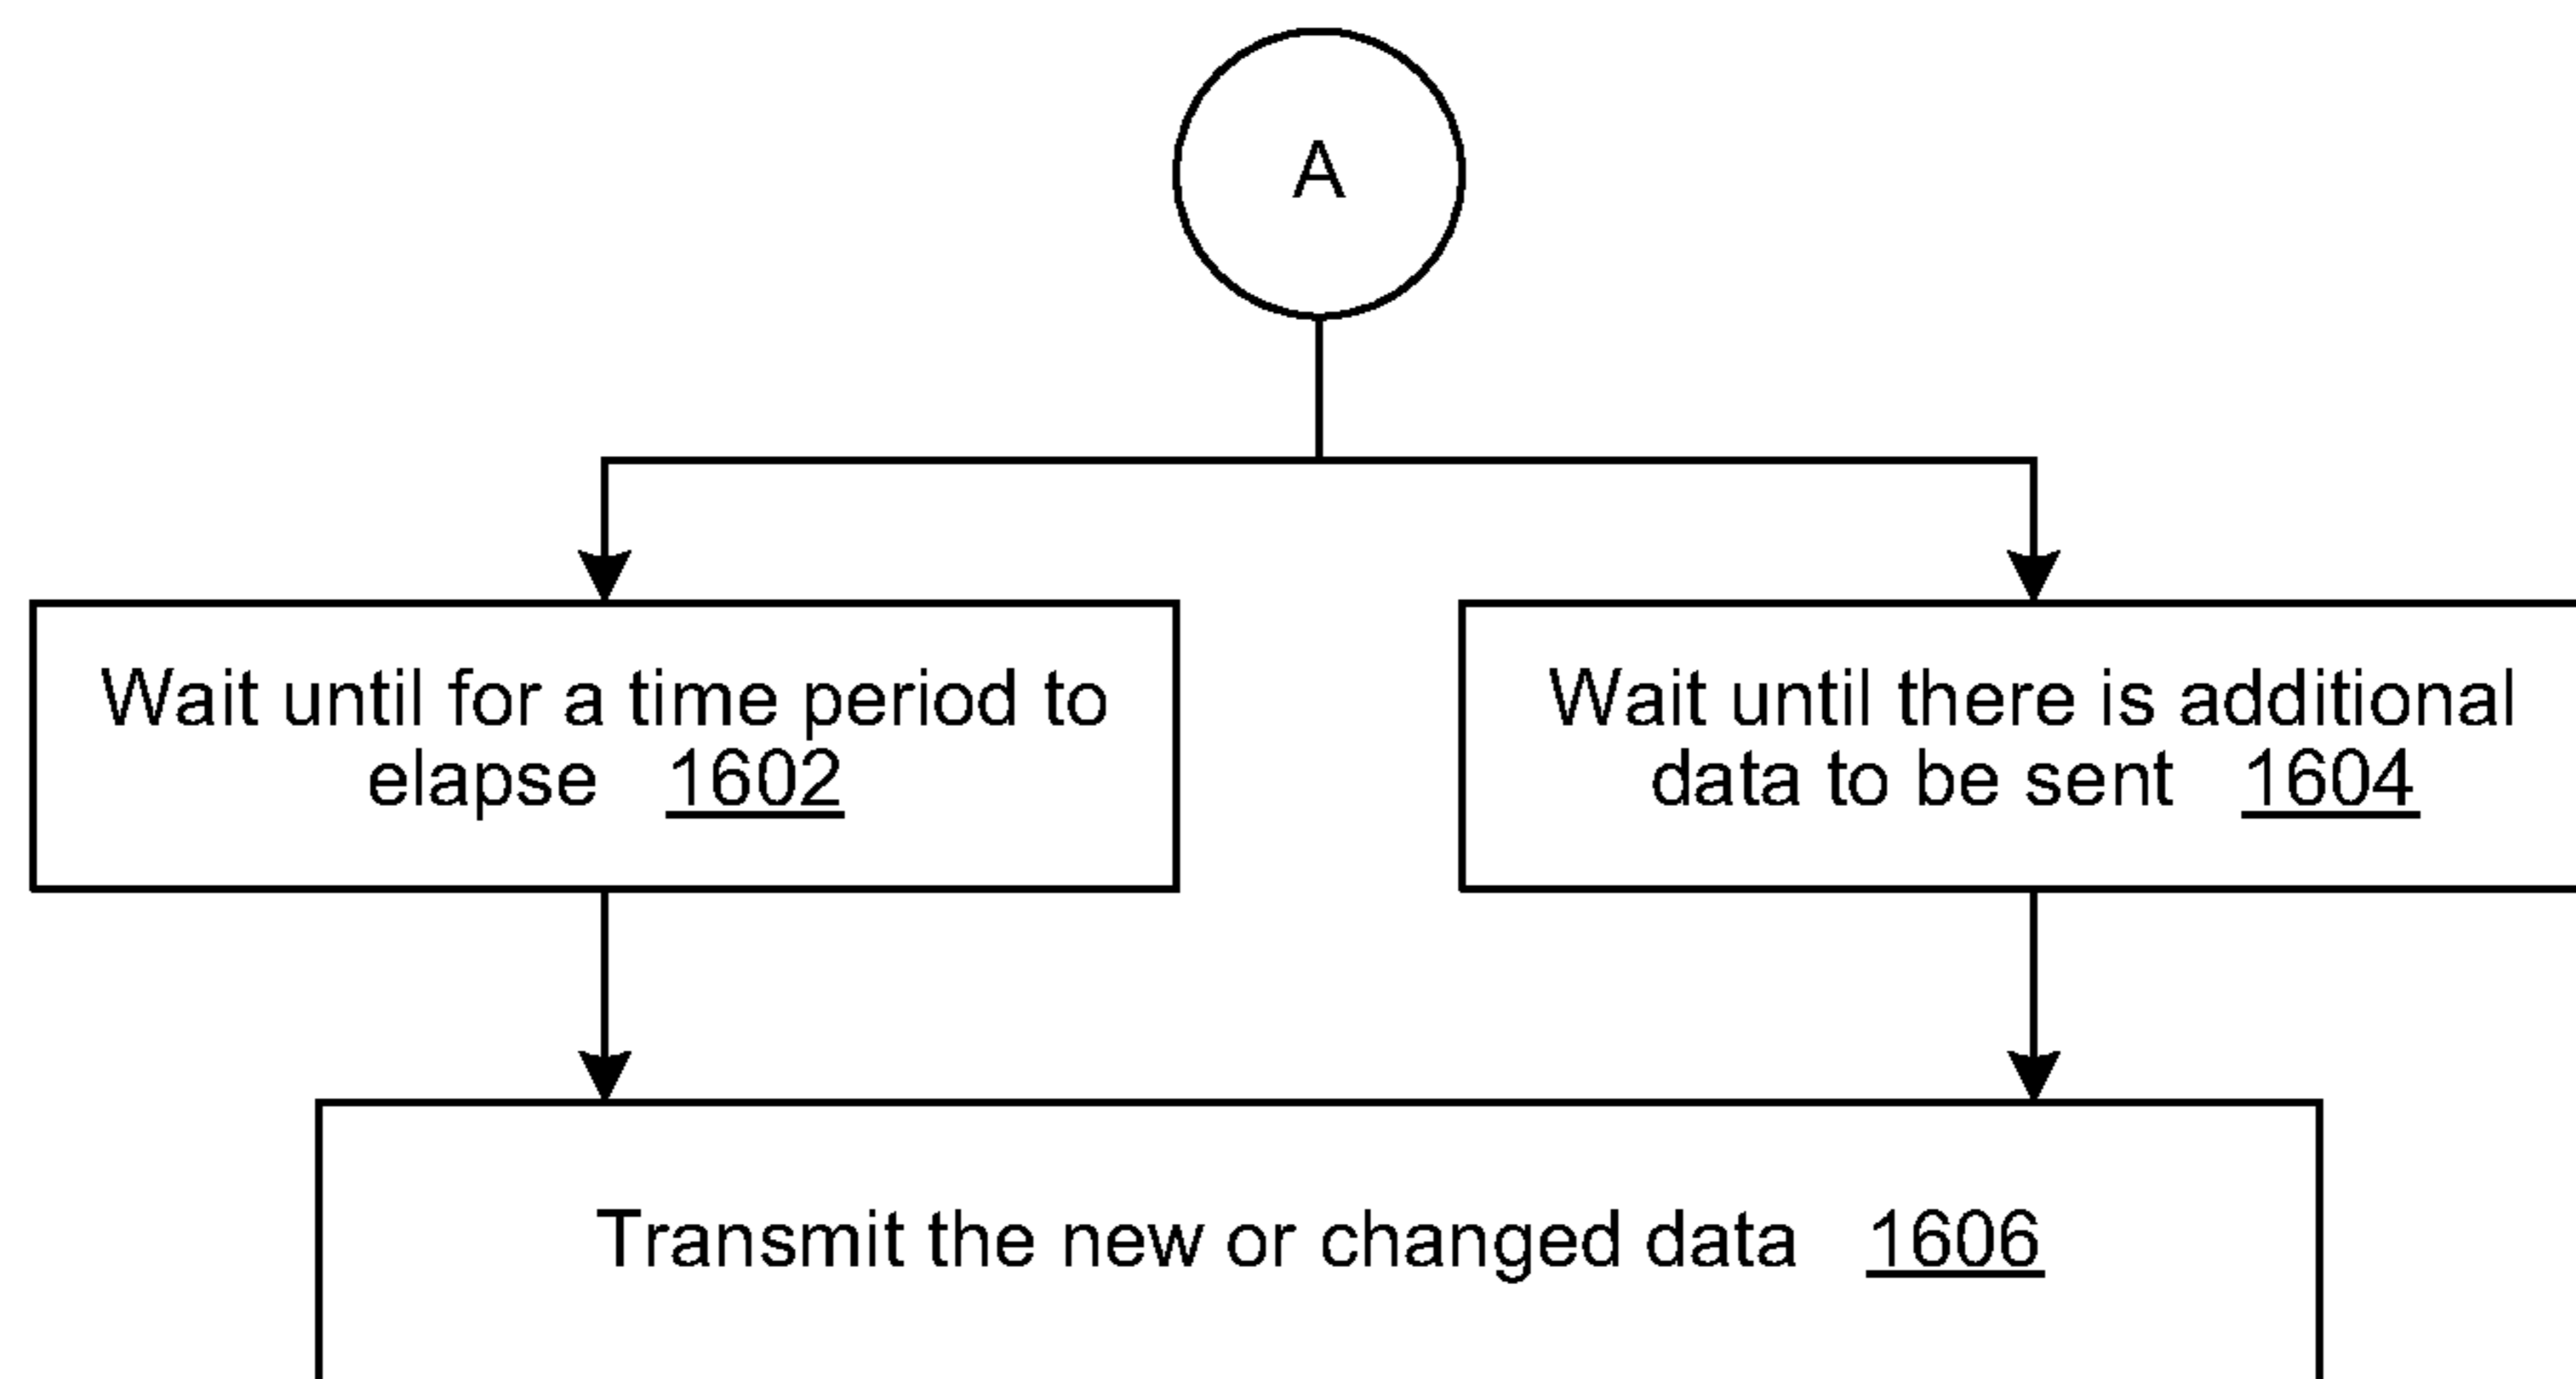 A
Wait until for a time period to
elapse 1602
Wait until there is additional
data to be sent 1604
Transmit the new or changed data 1606